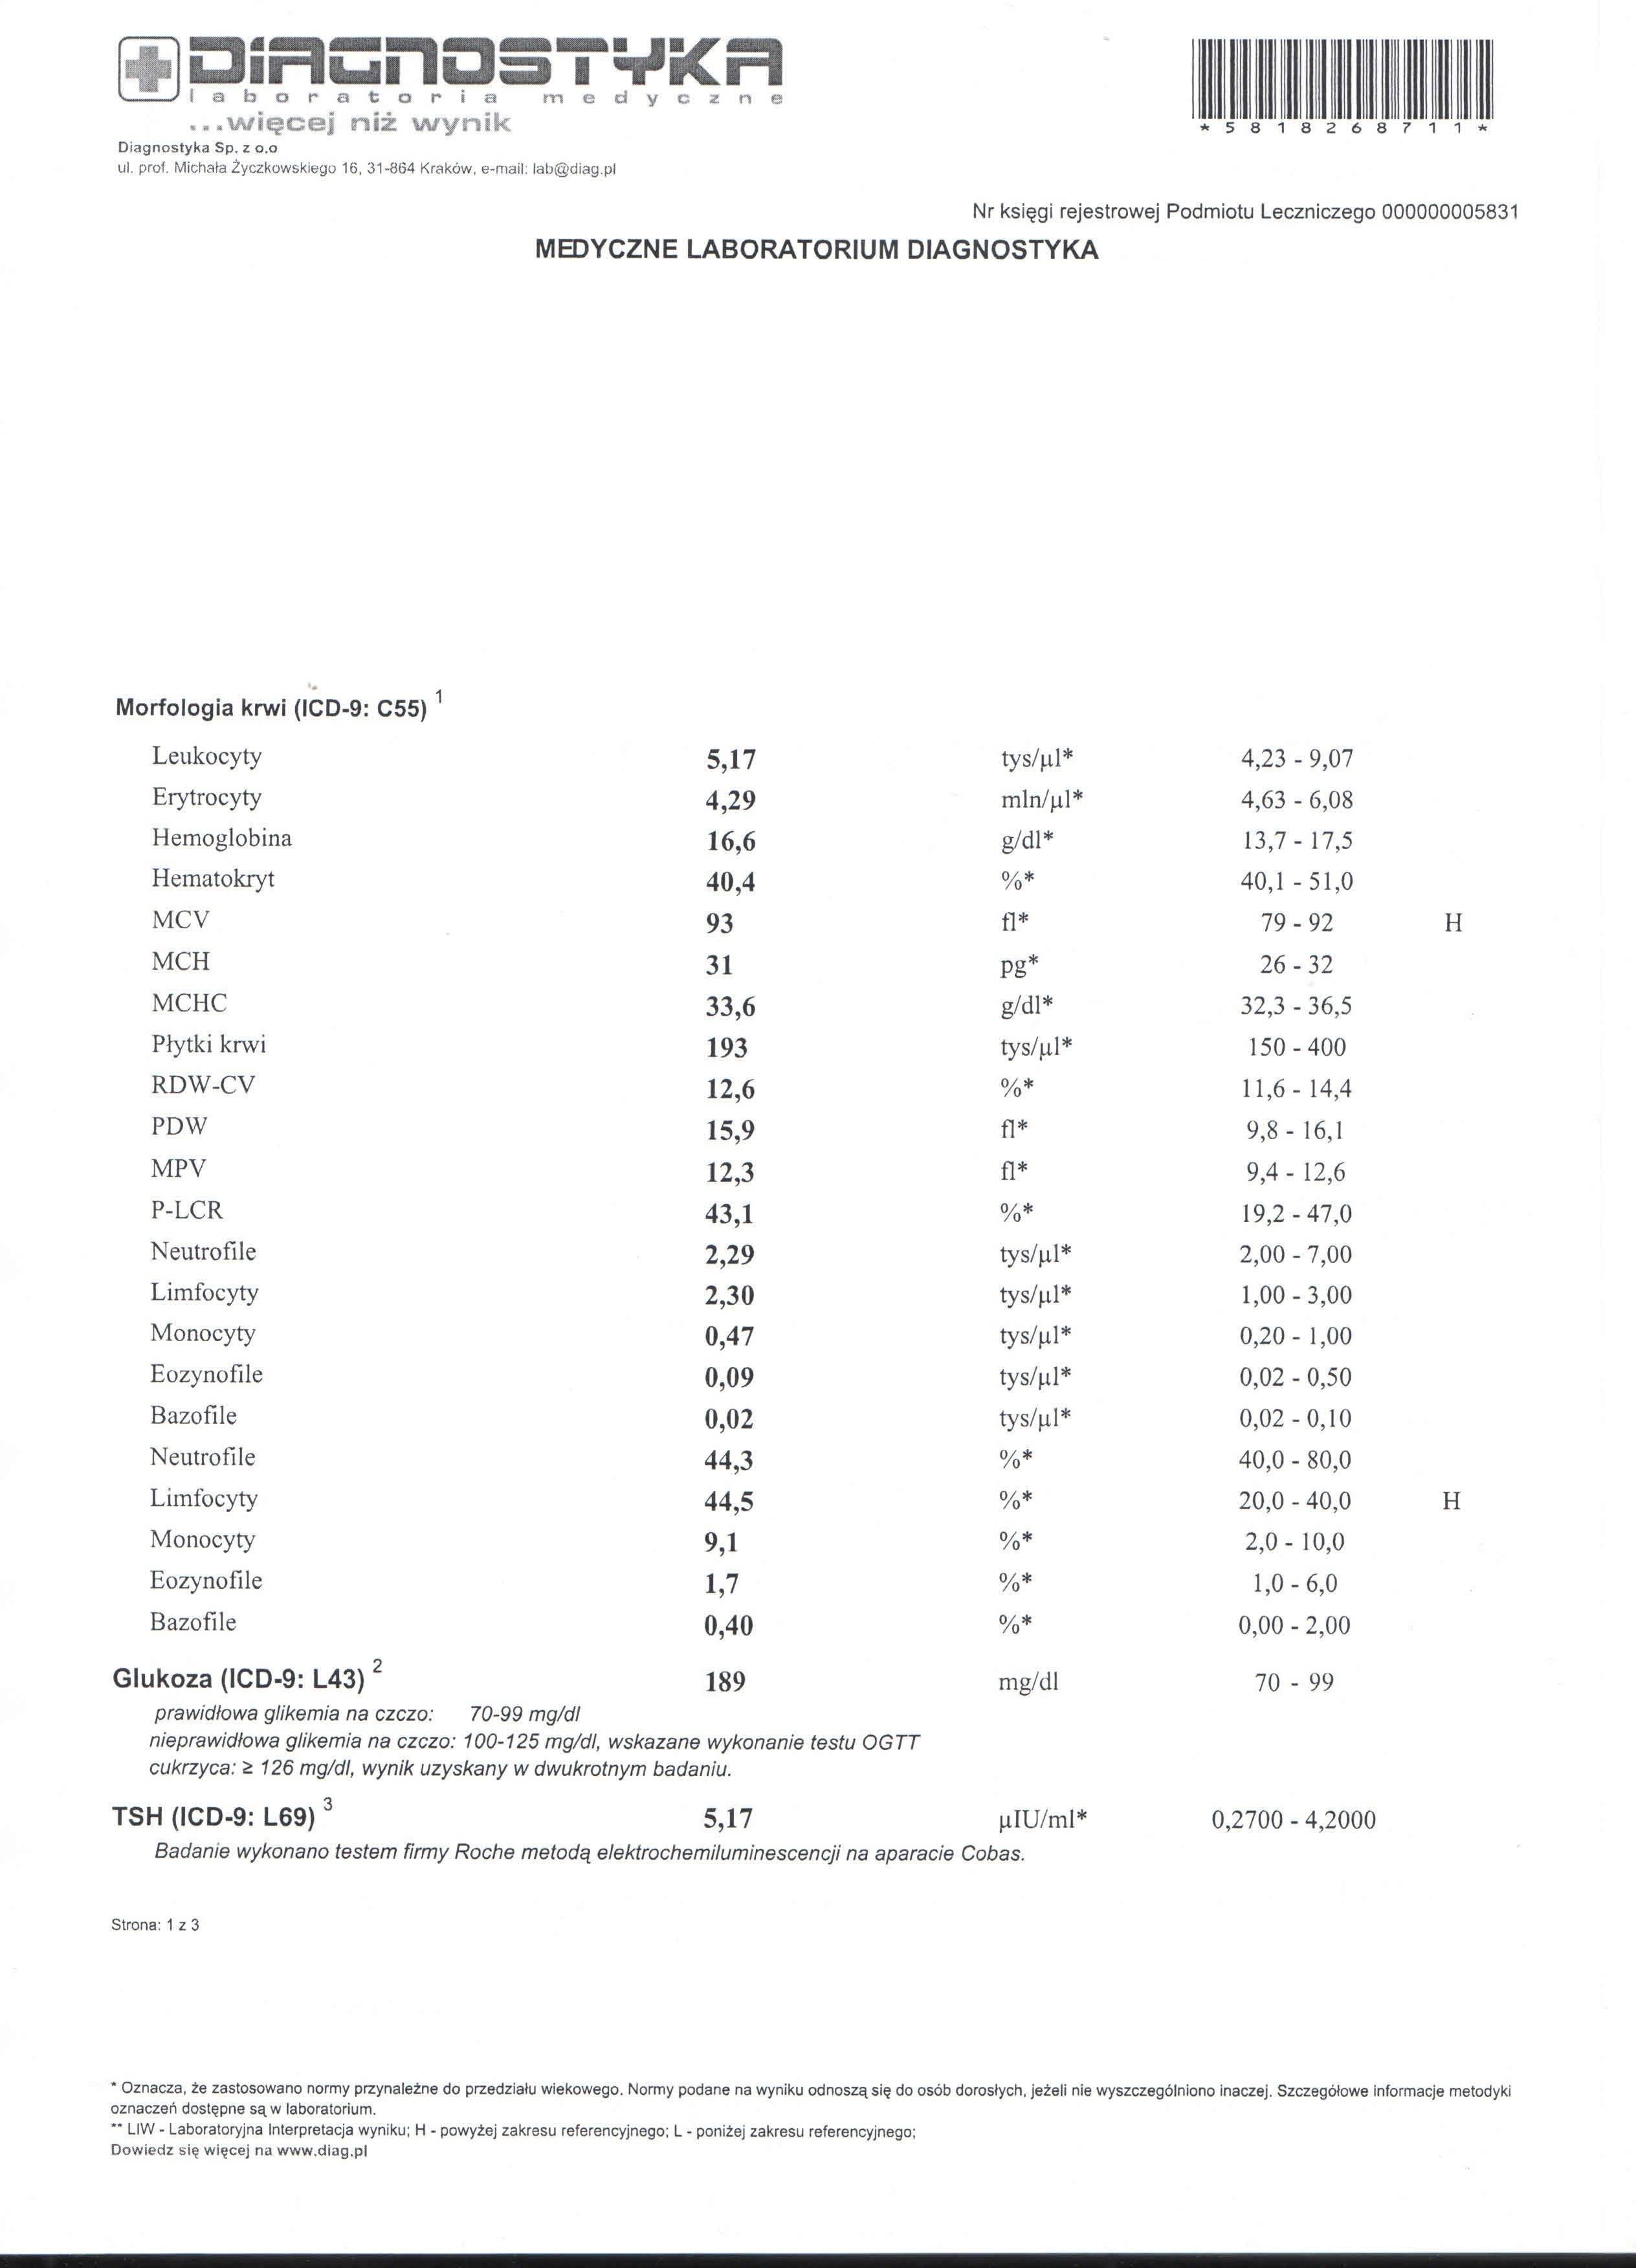 DiAGNOSTYKA
laboratoria medyczne
...więcej niż wynik
Diagnostyka Sp. z o.o
ul. prof. Michała Życzkowskiego 16, 31-864 Kraków, e-mail: lab@diag.pl
*5818268711*
Nr księgi rejestrowej Podmiotu Leczniczego 000000005831
MEDYCZNE LABORATORIUM DIAGNOSTYKA
Morfologia krwi (ICD-9: C55) 1
Leukocyty 5,17 tys/µl* 4,23 - 9,07
Erytrocyty 4,29 mln/µl* 4,63 - 6,08
Hemoglobina 16,6 g/dl* 13,7 - 17,5
Hematokryt 40,4 %* 40,1 - 51,0
MCV 93 fl* 79 - 92 H
MCH 31 pg* 26 - 32
MCHC 33,6 g/dl* 32,3 - 36,5
Płytki krwi 193 tys/µl* 150 - 400
RDW-CV 12,6 %* 11,6 - 14,4
PDW 15,9 fl* 9,8 - 16,1
MPV 12,3 fl* 9,4 - 12,6
P-LCR 43,1 %* 19,2 - 47,0
Neutrofile 2,29 tys/µl* 2,00 - 7,00
Limfocyty 2,30 tys/µl* 1,00 - 3,00
Monocyty 0,47 tys/µl* 0,20 - 1,00
Eozynofile 0,09 tys/µl* 0,02 - 0,50
Bazofile 0,02 tys/µl* 0,02 - 0,10
Neutrofile 44,3 %* 40,0 - 80,0
Limfocyty 44,5 %* 20,0 - 40,0 H
Monocyty 9,1 %* 2,0 - 10,0
Eozynofile 1,7 %* 1,0 - 6,0
Bazofile 0,40 %* 0,00 - 2,00
Glukoza (ICD-9: L43) 2 189 mg/dl 70 - 99
prawidłowa glikemia na czczo: 70-99 mg/dl
nieprawidłowa glikemia na czczo: 100-125 mg/dl, wskazane wykonanie testu OGTT
cukrzyca: ≥ 126 mg/dl, wynik uzyskany w dwukrotnym badaniu.
TSH (ICD-9: L69) 3 5,17 µIU/ml* 0,2700 - 4,2000
Badanie wykonano testem firmy Roche metodą elektrochemiluminescencji na aparacie Cobas.
Strona: 1 z 3
* Oznacza, że zastosowano normy przynależne do przedziału wiekowego. Normy podane na wyniku odnoszą się do osób dorosłych, jeżeli nie wyszczególniono inaczej. Szczegółowe informacje metodyki
oznaczeń dostępne są w laboratorium.
** LIW - Laboratoryjna Interpretacja wyniku; H - powyżej zakresu referencyjnego; L - poniżej zakresu referencyjnego;
Dowiedz się więcej na www.diag.pl